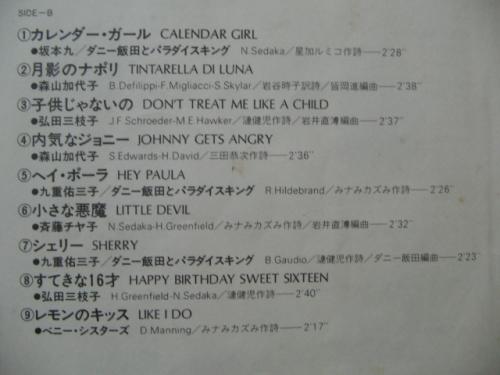 SIDE-B
①カレンダー・ガール CALENDAR GIRL
●坂本九／ダニー飯田とパラダイスキング N.Sedaka／星加ルミコ作詩—2'28"
②月影のナポリ TINTARELLA DI LUNA
●森山加代子 B.Defilippi-F.Migliacci-S.Skylar／岩谷時子訳詩／皆岡進編曲—2'38"
③子供じゃないの DON'T TREAT ME LIKE A CHILD
●弘田三枝子 J.F.Schroeder-M.E.Hawker／漣健児作詩／岩井直溥編曲—2'37"
④内気なジョニー JOHNNY GETS ANGRY
●森山加代子 S.Edwards-H.David／三田恭次作詩—2'36"
⑤ヘイ・ポーラ HEY PAULA
●九重佑三子／ダニー飯田とパラダイスキング R.Hildebrand／みナみカズみ作詩—2'26"
⑥小さな悪魔 LITTLE DEVIL
●斉藤チヤ子 N.Sedaka-H.Greenfield／みナみカズみ作詩／岩井直溥編曲—2'32"
⑦シェリー SHERRY
●九重佑三子／ダニー飯田とパラダイスキング B.Gaudio／漣健児作詩／ダニー飯田編曲—2'23"
⑧すてきな16才 HAPPY BIRTHDAY SWEET SIXTEEN
●弘田三枝子 H.Greenfield-N.Sedaka／漣健児作詩—2'40"
⑨レモンのキッス LIKE I DO
●ベニー・シスターズ D.Manning／みナみカズみ作詩—2'17"